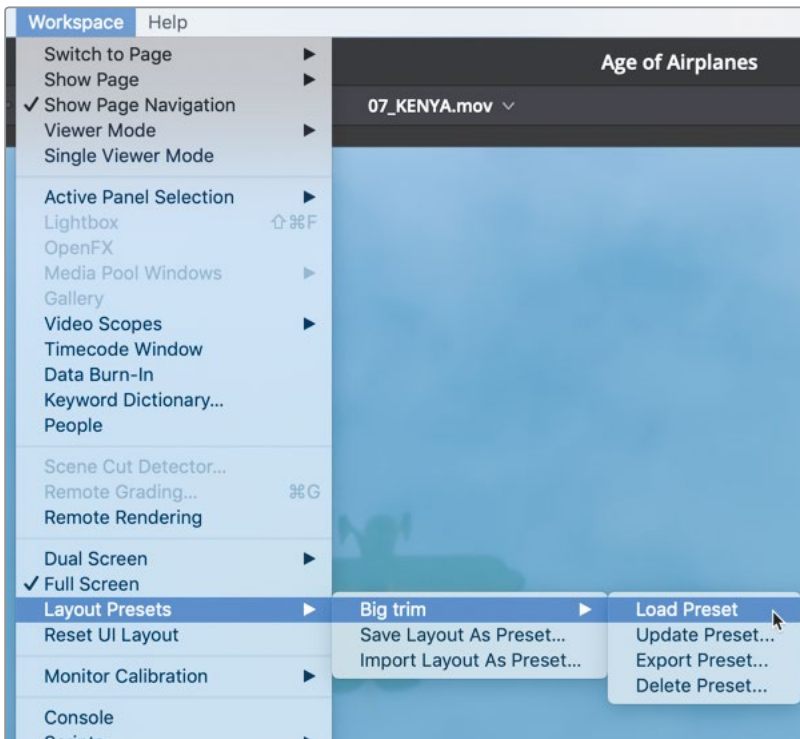 Workspace Help
Age of Airplanes
07_KENYA.mov
Switch to Page
Show Page
✓ Show Page Navigation
Viewer Mode
Single Viewer Mode
Active Panel Selection
Lightbox ⇧⌘F
OpenFX
Media Pool Windows
Gallery
Video Scopes
Timecode Window
Data Burn-In
Keyword Dictionary...
People
Scene Cut Detector...
Remote Grading... ⌘G
Remote Rendering
Dual Screen
✓ Full Screen
Layout Presets
Reset UI Layout
Monitor Calibration
Console
Big trim
Save Layout As Preset...
Import Layout As Preset...
Load Preset
Update Preset...
Export Preset...
Delete Preset...